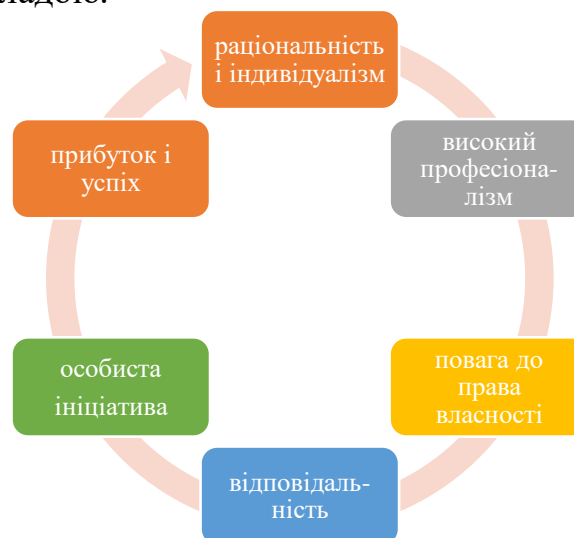 раціональність
і індивідуалізм
високий
професіона-
лізм
повага до
права
власності
відповідаль-
ність
особиста
ініціатива
прибуток і
успіх